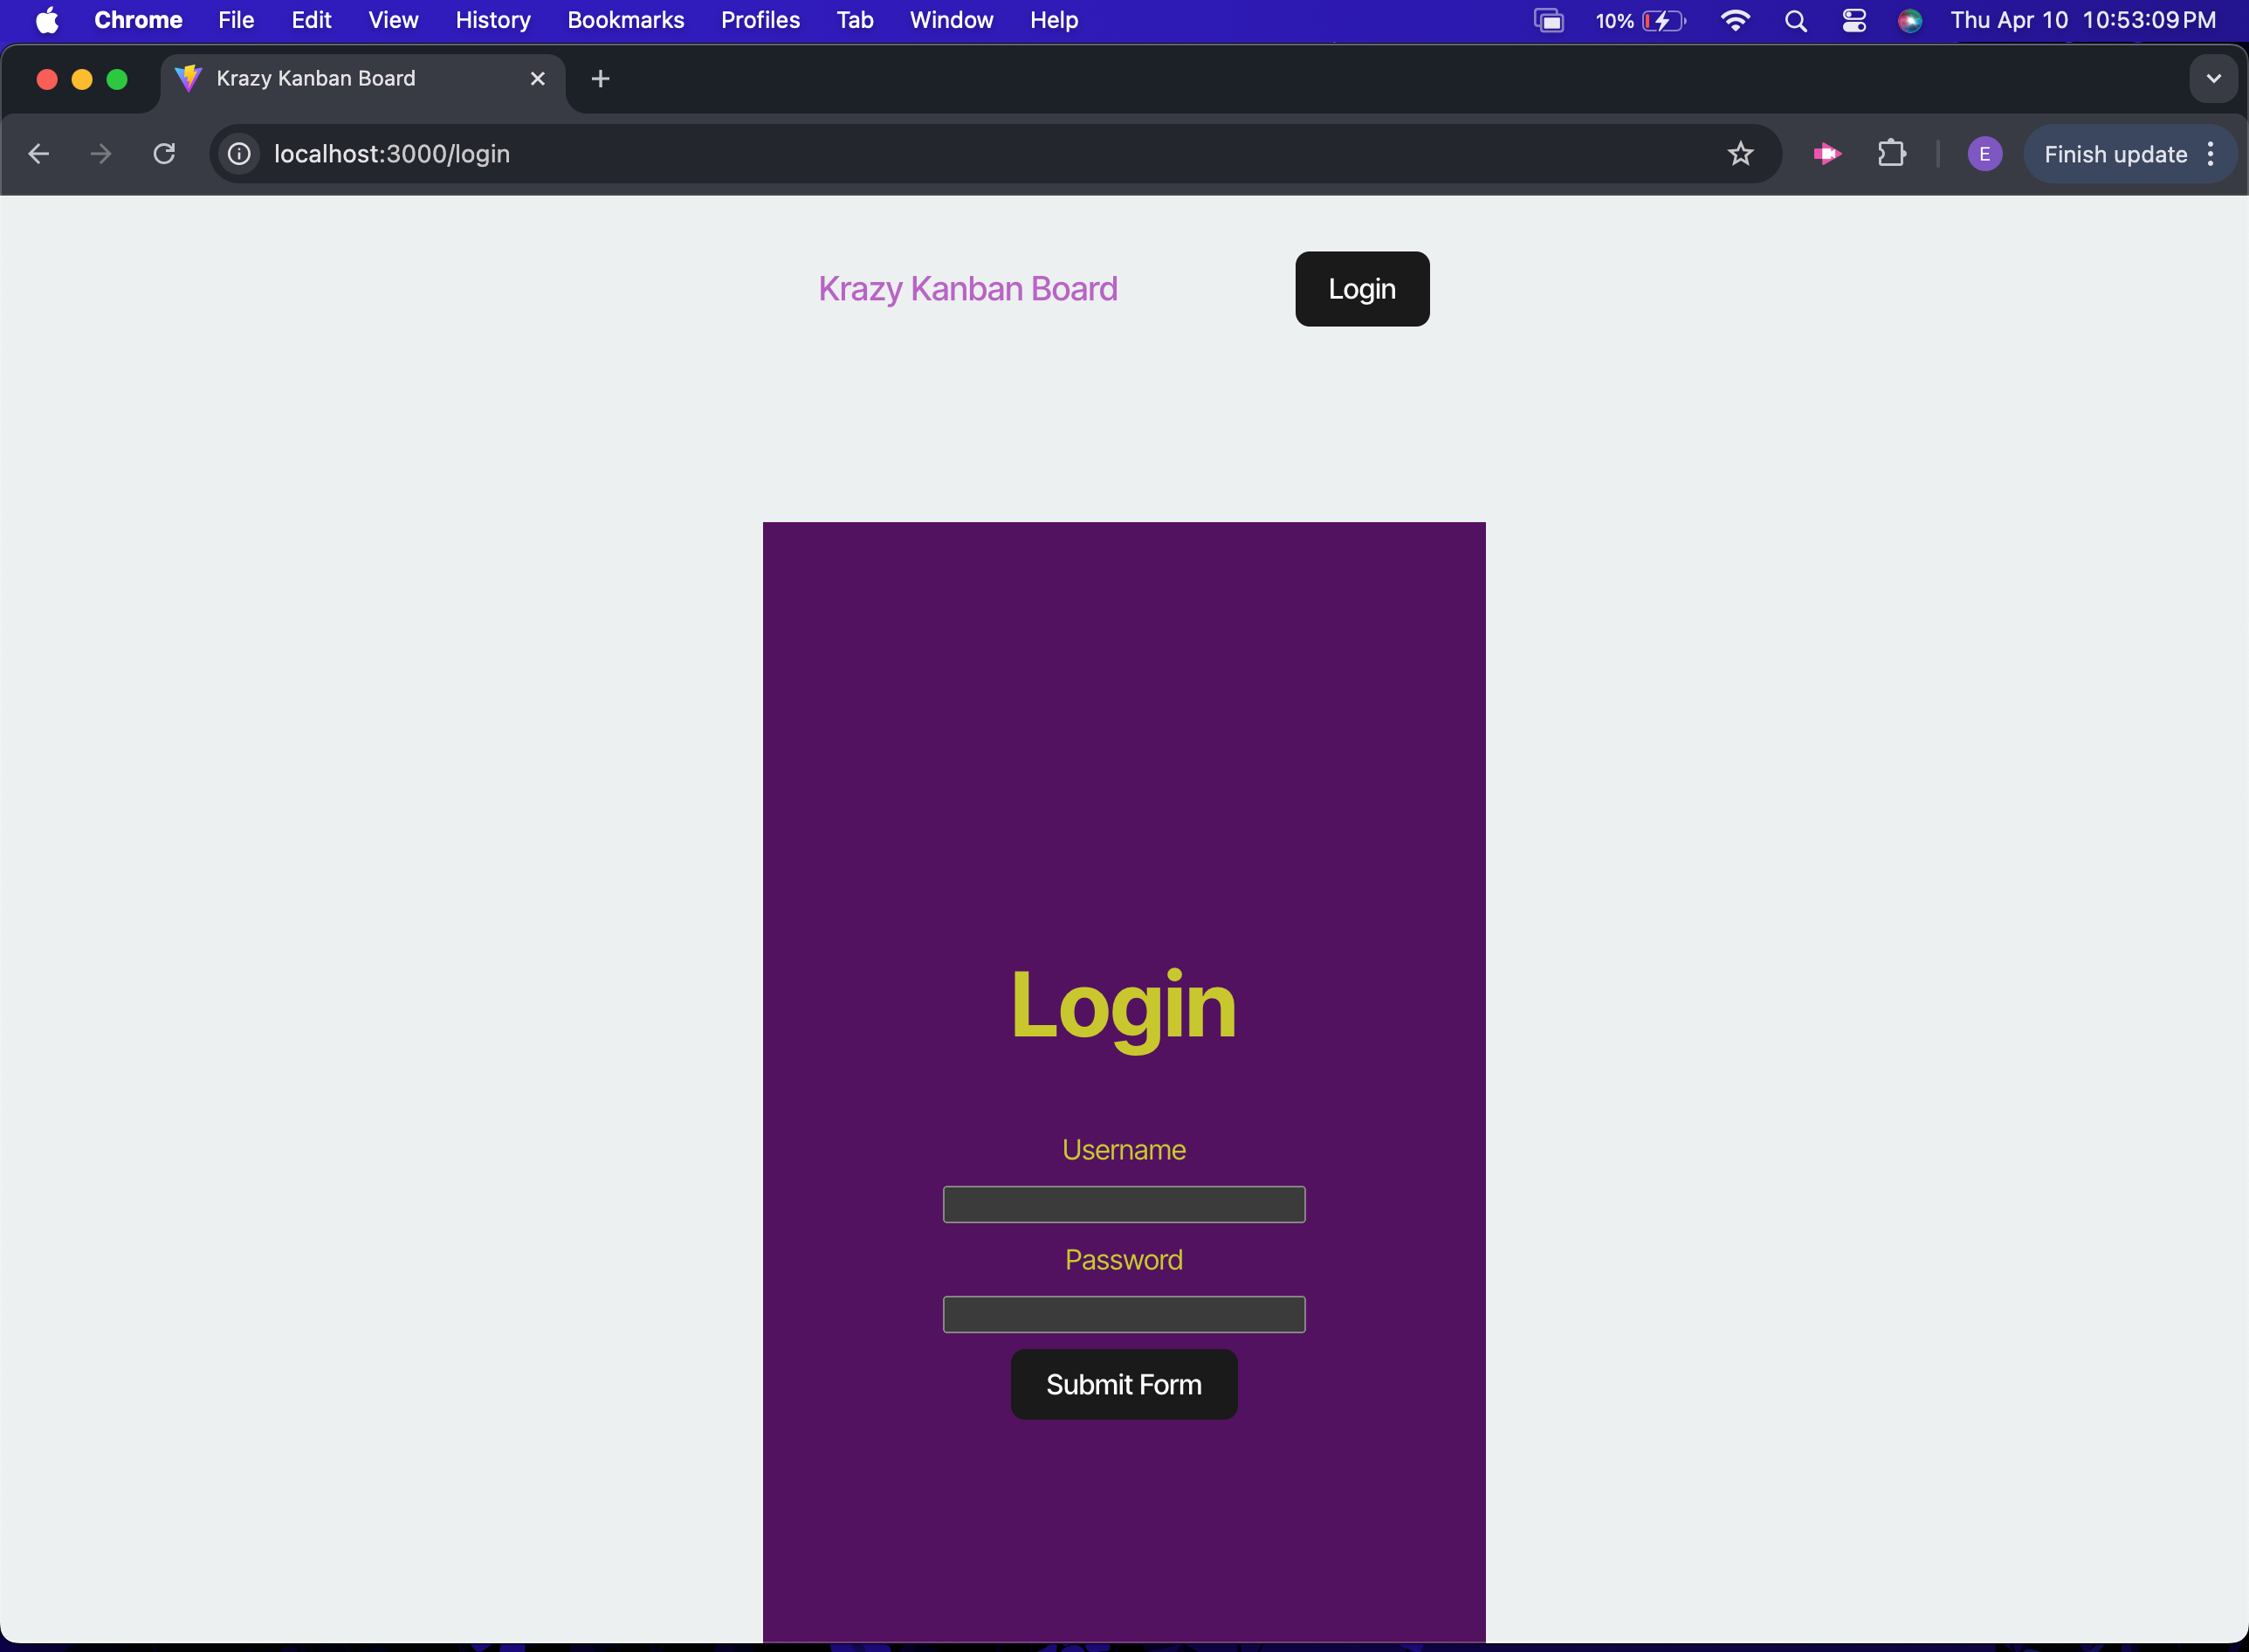 Chrome File Edit View History Bookmarks Profiles Tab Window Help 10% Thu Apr 10 10:53:09 PM
Krazy Kanban Board
localhost:3000/login E Finish update
Krazy Kanban Board Login
Login
Username
Password
Submit Form